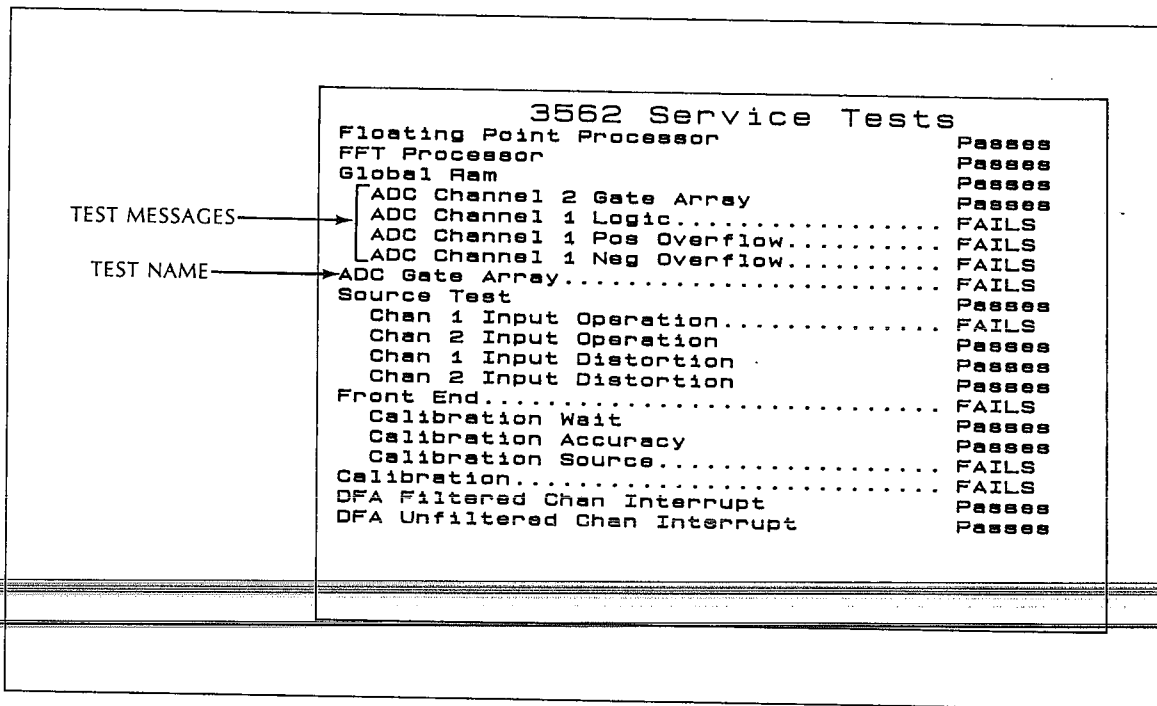 3562 Service Tests
Floating Point Processor Passes
FFT Processor Passes
Global Ram Passes
ADC Channel 2 Gate Array Passes
TEST MESSAGES
ADC Channel 1 Logic.................. FAILS
ADC Channel 1 Pos Overflow.......... FAILS
ADC Channel 1 Neg Overflow.......... FAILS
TEST NAME
ADC Gate Array......................... FAILS
Source Test Passes
Chan 1 Input Operation............... FAILS
Chan 2 Input Operation Passes
Chan 1 Input Distortion Passes
Chan 2 Input Distortion Passes
Front End.............................. FAILS
Calibration Wait Passes
Calibration Accuracy Passes
Calibration Source................... FAILS
Calibration............................ FAILS
DFA Filtered Chan Interrupt Passes
DFA Unfiltered Chan Interrupt Passes